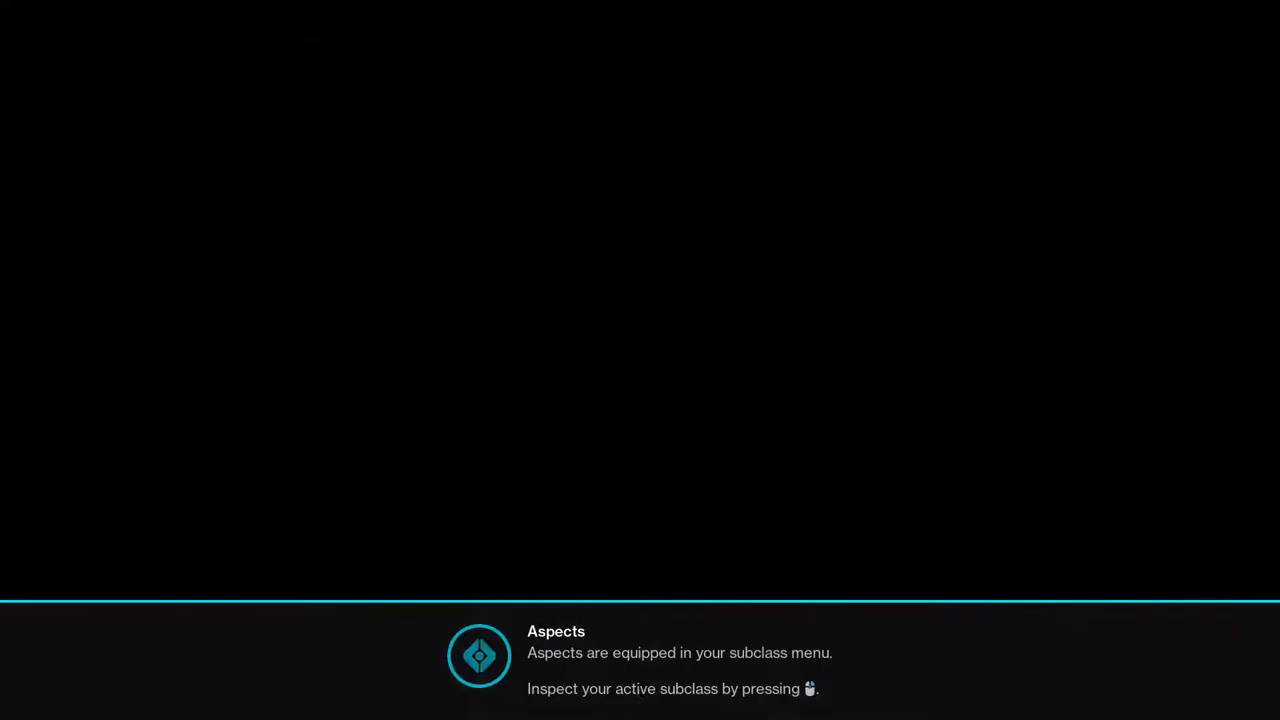 Aspects
Aspects are equipped in your subclass menu.
Inspect your active subclass by pressing .